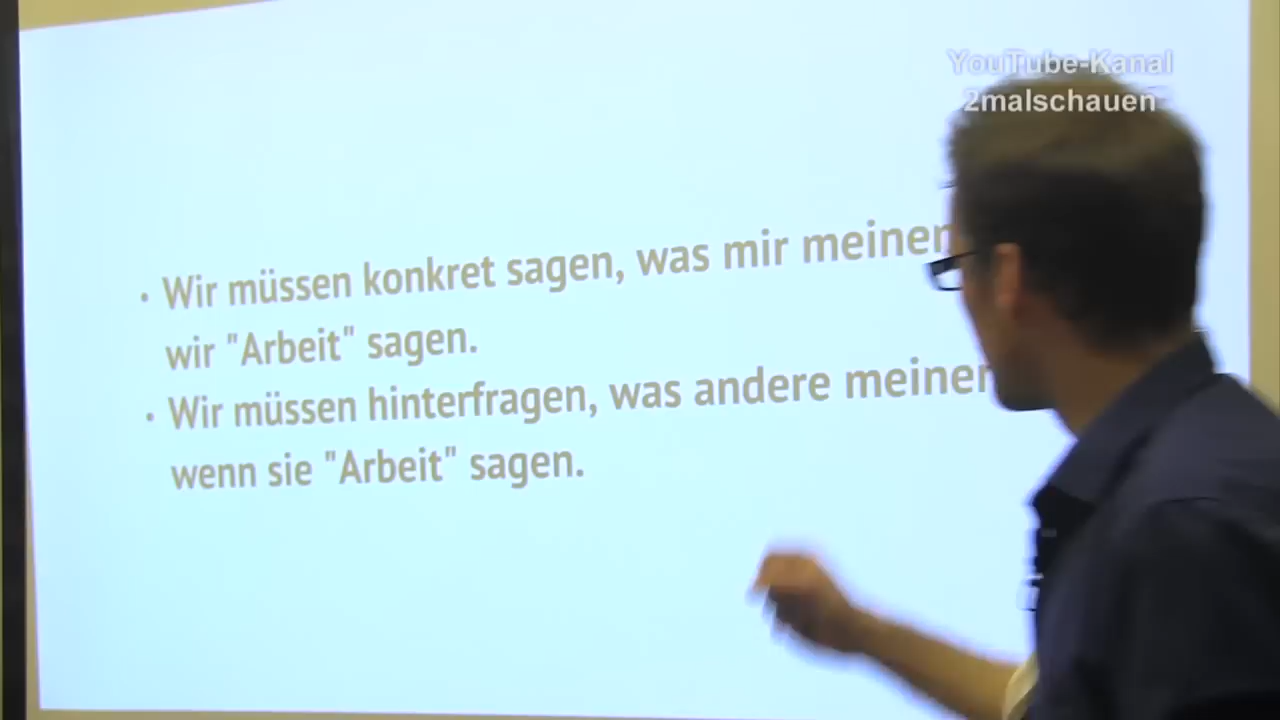 YouTube-Kanal
2malschauen
· Wir müssen konkret sagen, was mir meinen
wir "Arbeit" sagen.
· Wir müssen hinterfragen, was andere meinen
wenn sie "Arbeit" sagen.